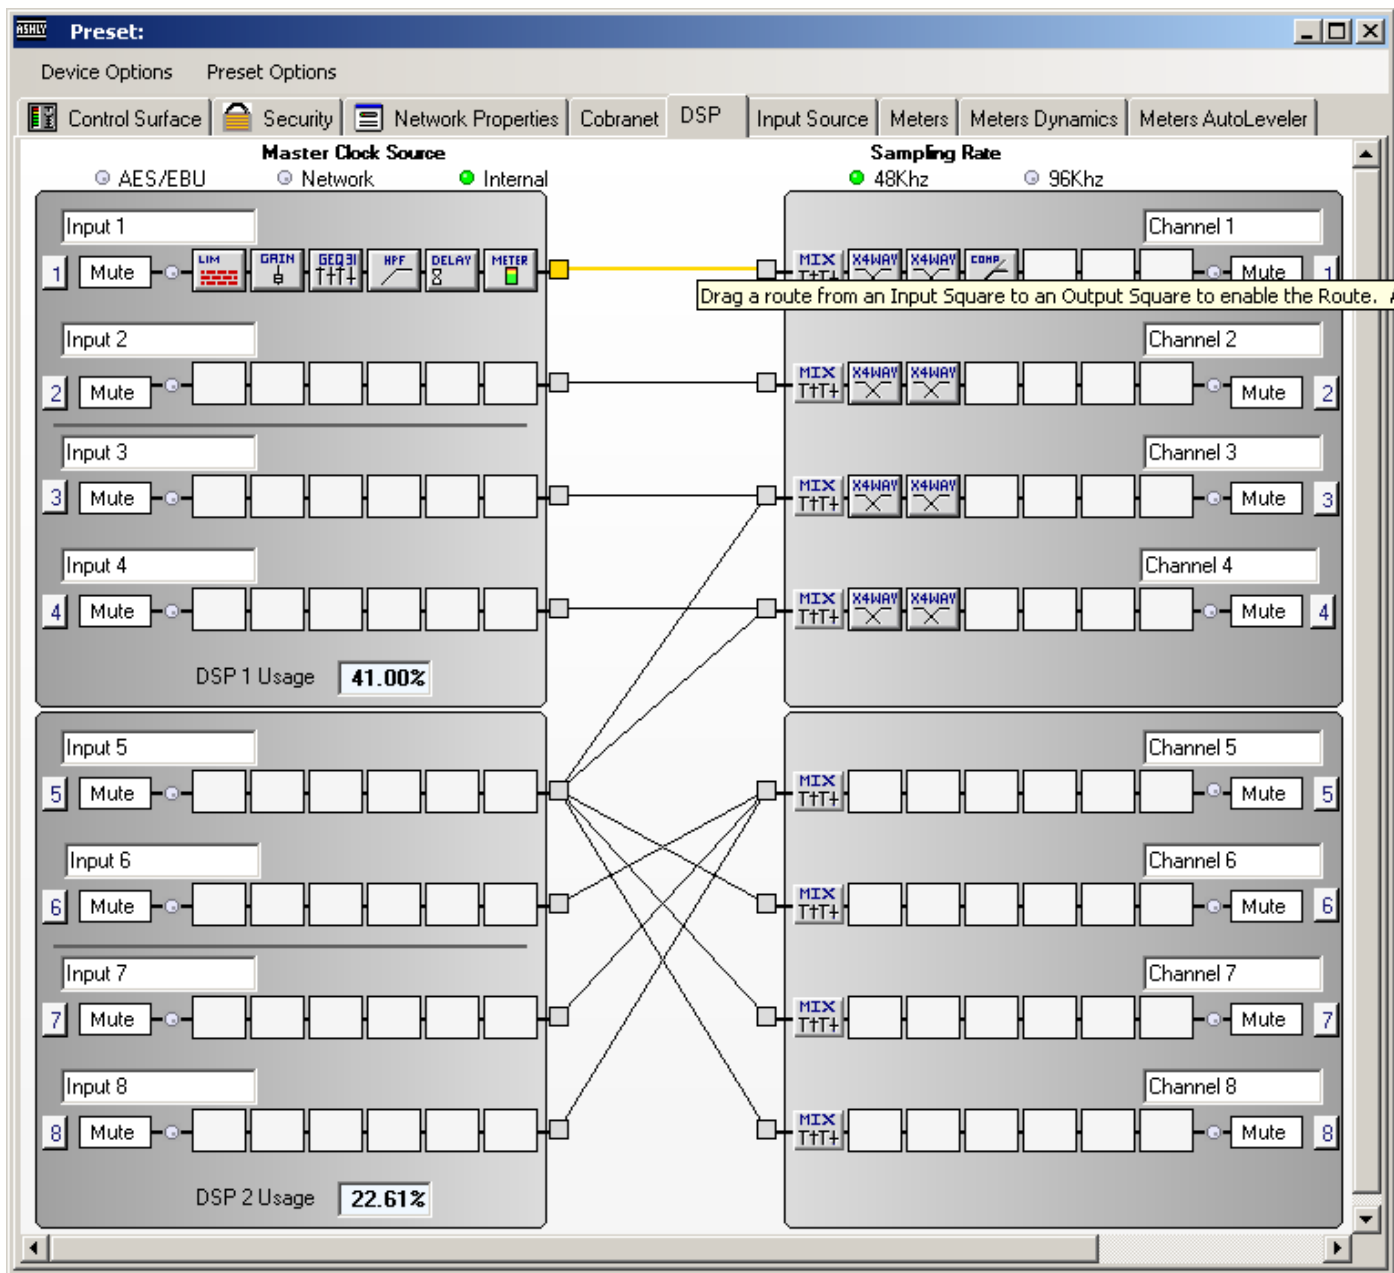 ASHLY Preset:
Device Options Preset Options
Control Surface Security Network Properties Cobranet DSP Input Source Meters Meters Dynamics Meters AutoLeveler
Master Clock Source Sampling Rate
AES/EBU Network Internal 48Khz 96Khz
Input 1 Channel 1
1 Mute LIM GAIN GEQ31 HPF DELAY METER MIX X4WAY X4WAY COMP Mute 1
Drag a route from an Input Square to an Output Square to enable the Route.
Input 2 Channel 2
2 Mute MIX X4WAY X4WAY Mute 2
Input 3 Channel 3
3 Mute MIX X4WAY X4WAY Mute 3
Input 4 Channel 4
4 Mute MIX X4WAY X4WAY Mute 4
DSP 1 Usage 41.00%
Input 5 Channel 5
5 Mute MIX Mute 5
Input 6 Channel 6
6 Mute MIX Mute 6
Input 7 Channel 7
7 Mute MIX Mute 7
Input 8 Channel 8
8 Mute MIX Mute 8
DSP 2 Usage 22.61%